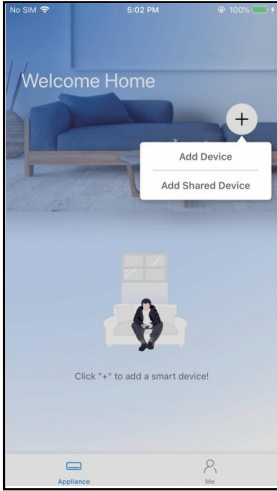 No SIM 5:02 PM 100%
Welcome Home
+
Add Device
Add Shared Device
Click "+" to add a smart device!
Appliance Me